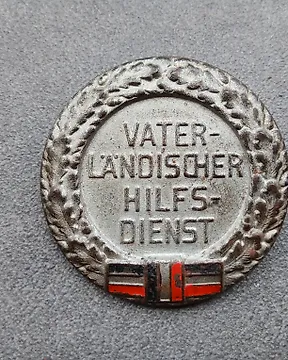 VATER-
LÄNDISCHER
HILFS-
DIENST